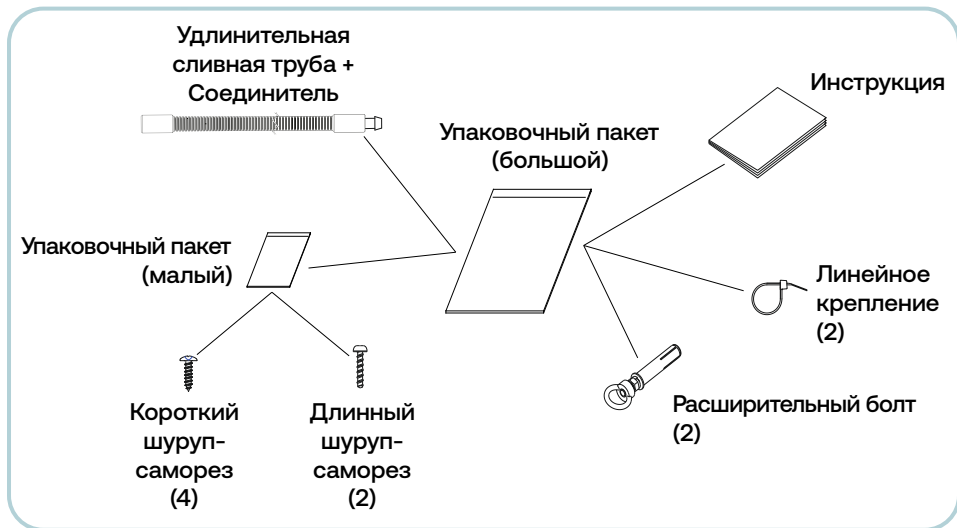 Удлинительная
сливная труба +
Соединитель
Инструкция
Упаковочный пакет
(большой)
Упаковочный пакет
(малый)
Линейное
крепление
(2)
Расширительный болт
(2)
Короткий
шуруп-
саморез
(4)
Длинный
шуруп-
саморез
(2)